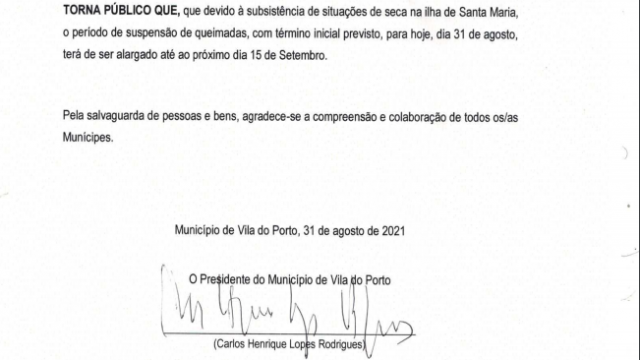 TORNA PÚBLICO QUE, que devido à subsistência de situações de seca na ilha de Santa Maria,
o período de suspensão de queimadas, com término inicial previsto, para hoje, dia 31 de agosto,
terá de ser alargado até ao próximo dia 15 de Setembro.
Pela salvaguarda de pessoas e bens, agradece-se a compreensão e colaboração de todos os/as
Munícipes.
Município de Vila do Porto, 31 de agosto de 2021
O Presidente do Município de Vila do Porto
(Carlos Henrique Lopes Rodrigues)